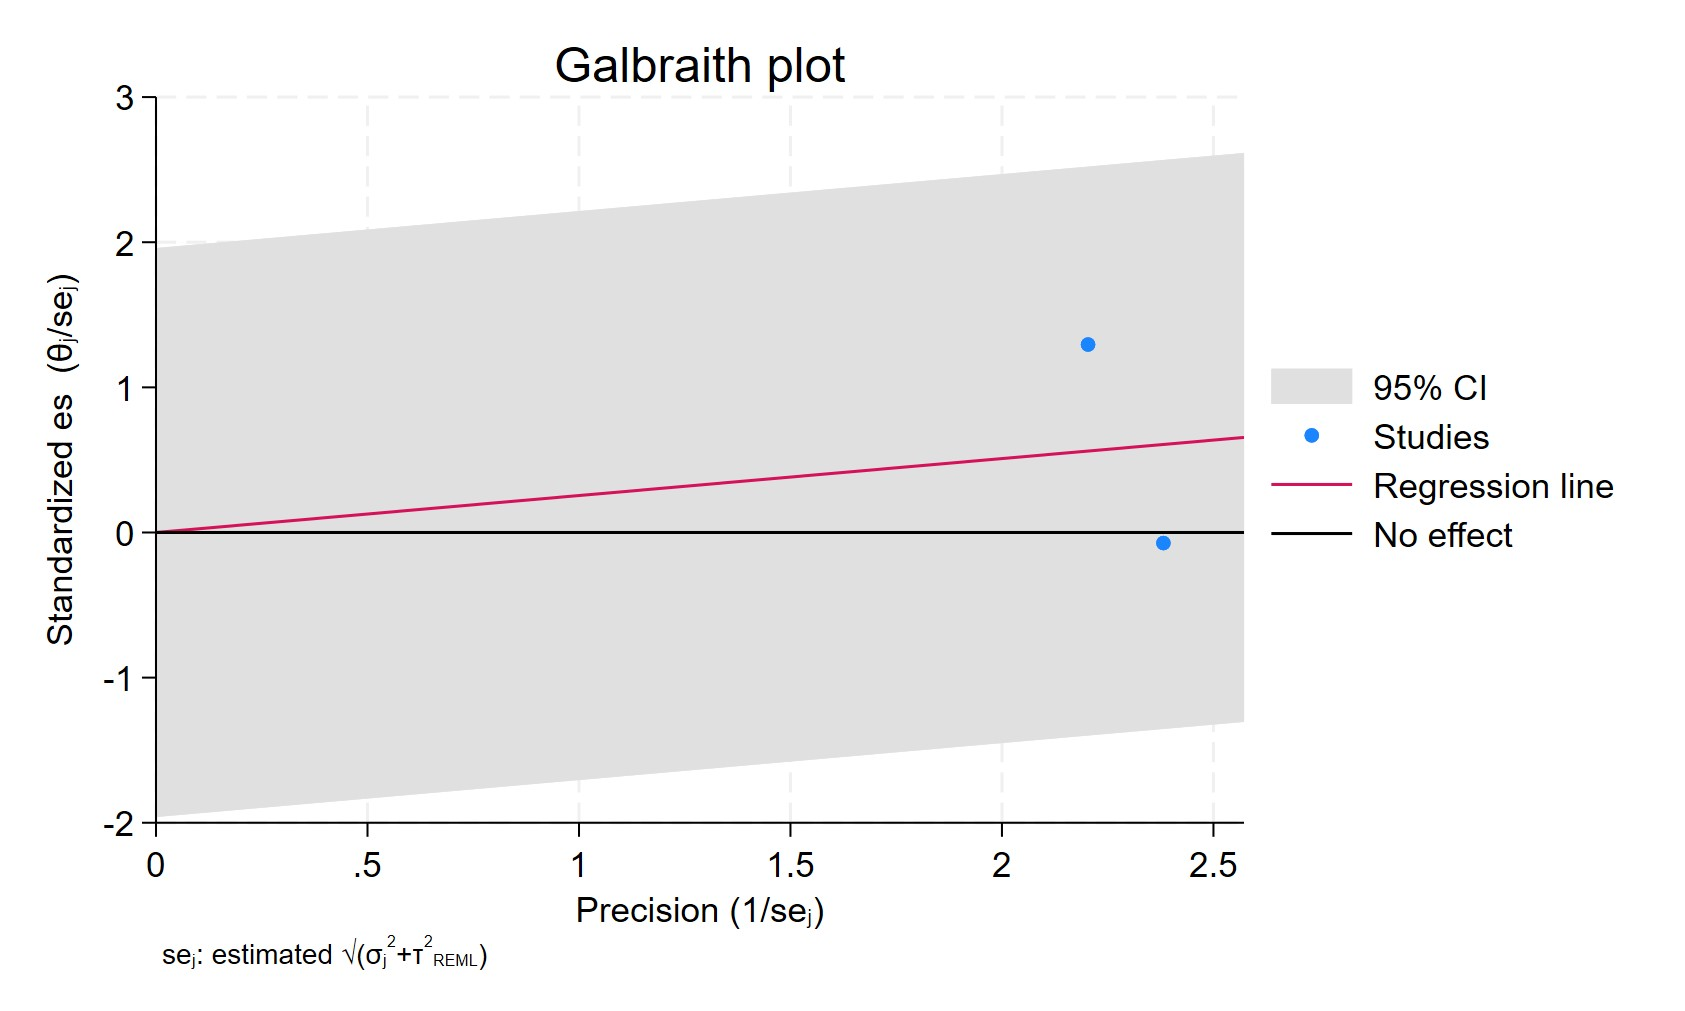 Galbraith plot
3
2
1
0
-1
-2
Standardized es (θⱼ/seⱼ)
0 .5 1 1.5 2 2.5
Precision (1/seⱼ)
95% CI
Studies
Regression line
No effect
seⱼ: estimated √(σⱼ²+τ²REML)